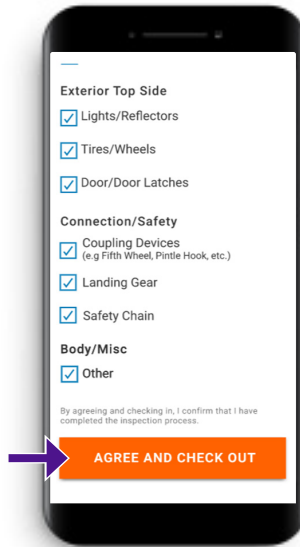 Exterior Top Side
Lights/Reflectors
Tires/Wheels
Door/Door Latches
Connection/Safety
Coupling Devices
(e.g Fifth Wheel, Pintle Hook, etc.)
Landing Gear
Safety Chain
Body/Misc
Other
By agreeing and checking in, I confirm that I have
completed the inspection process.
AGREE AND CHECK OUT